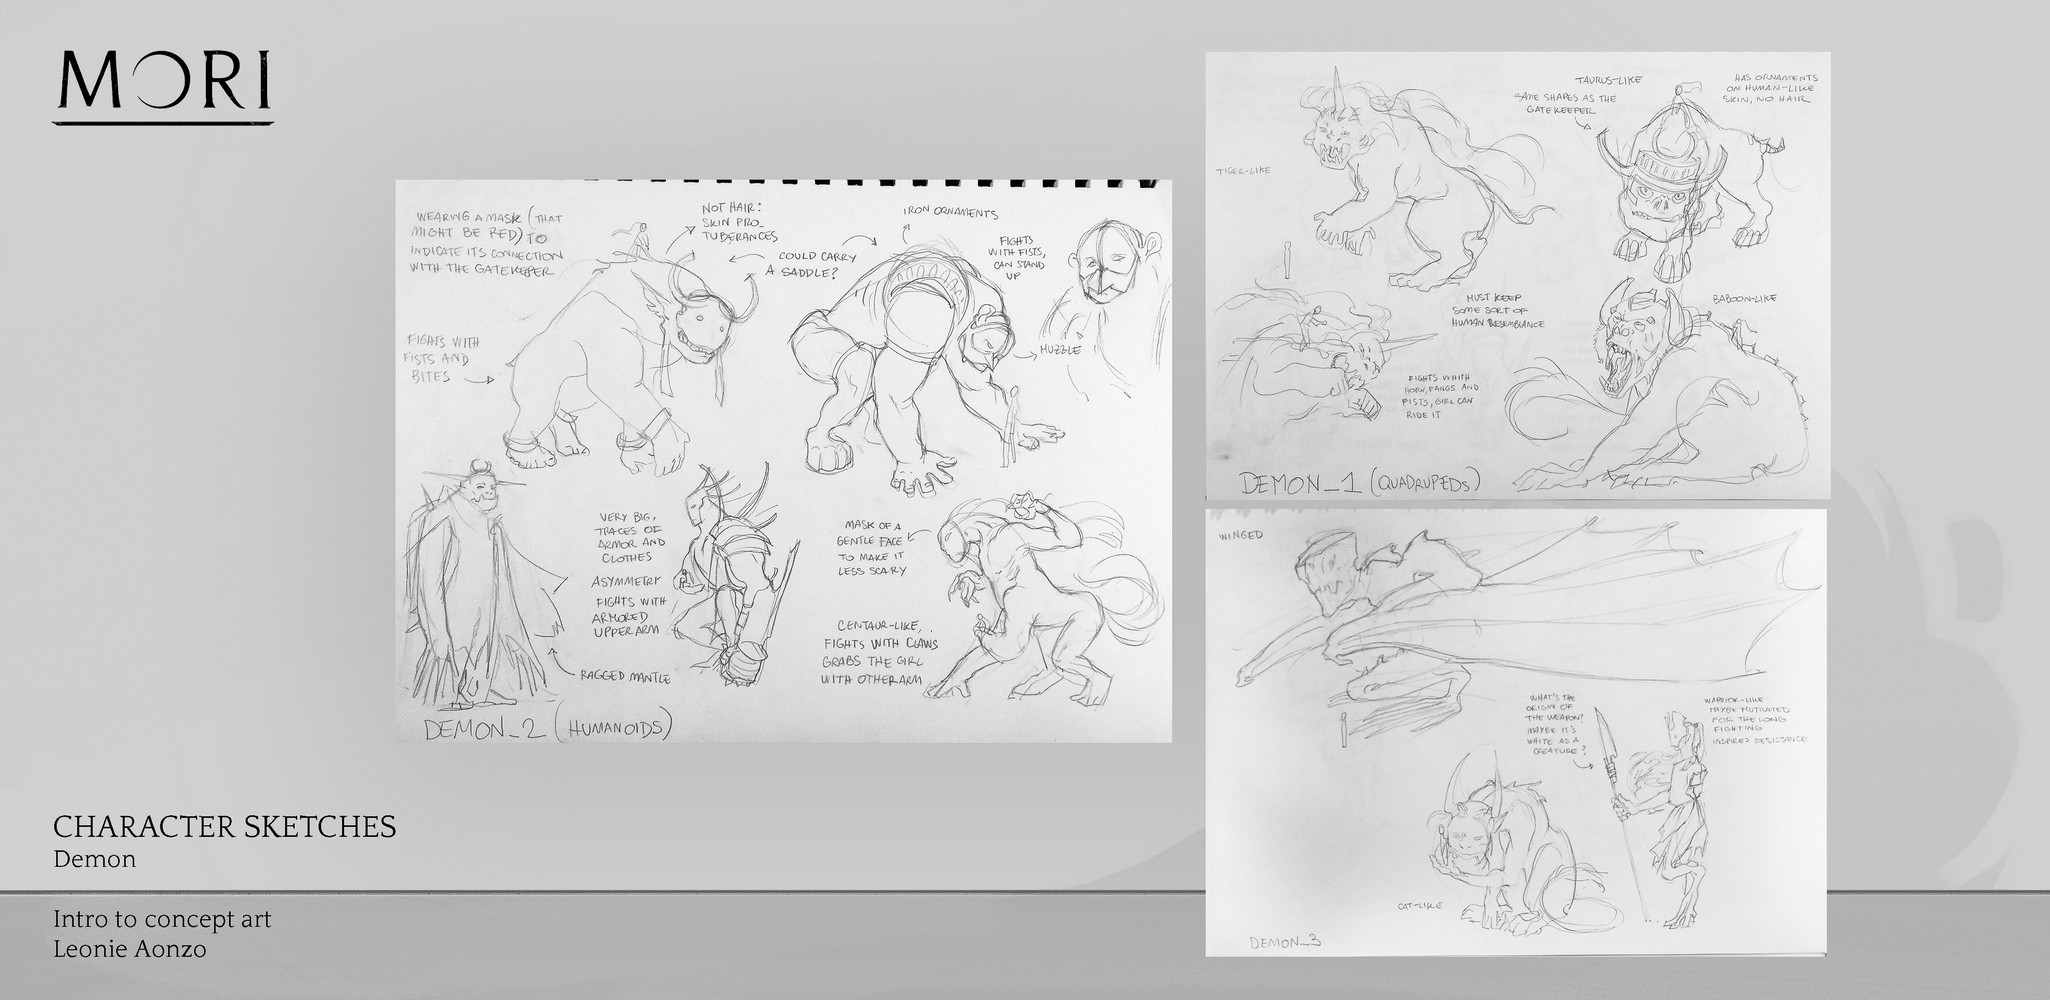 MORI
WEARING A MASK (THAT
MIGHT BE RED) TO
INDICATE ITS CONNECTION
WITH THE GATEKEEPER
NOT HAIR:
SKIN PRO-
TUBERANCES
COULD CARRY
A SADDLE?
IRON ORNAMENTS
FIGHTS
WITH FISTS,
CAN STAND
UP
MUZZLE
FIGHTS WITH
FISTS AND
BITES
VERY BIG,
TRACES OF
ARMOR AND
CLOTHES
ASYMMETRY
FIGHTS WITH
ARMORED
UPPER ARM
RAGGED MANTLE
MASK OF A
GENTLE FACE
TO MAKE IT
LESS SCARY
CENTAUR-LIKE,
FIGHTS WITH CLAWS
GRABS THE GIRL
WITH OTHER ARM
DEMON_2 (HUMANOIDS)
TIGER-LIKE
TAURUS-LIKE
SAME SHAPES AS THE
GATEKEEPER
HAS ORNAMENTS
ON HUMAN-LIKE
SKIN, NO HAIR
MUST KEEP
SOME SORT OF
HUMAN RESEMBLANCE
BABOON-LIKE
FIGHTS WHITH
HORN, FANGS AND
FISTS, GIRL CAN
RIDE IT
DEMON_1 (QUADRUPEDS)
WINGED
WHAT'S THE
ORIGIN OF
THE WEAPON?
MAYBE IT'S
WHITE AS A
CREATURE?
WARRIOR-LIKE
MAYBE MUTILATED
FOR THE LONG
FIGHTING
CAT-LIKE
DEMON_3
CHARACTER SKETCHES
Demon
Intro to concept art
Leonie Aonzo